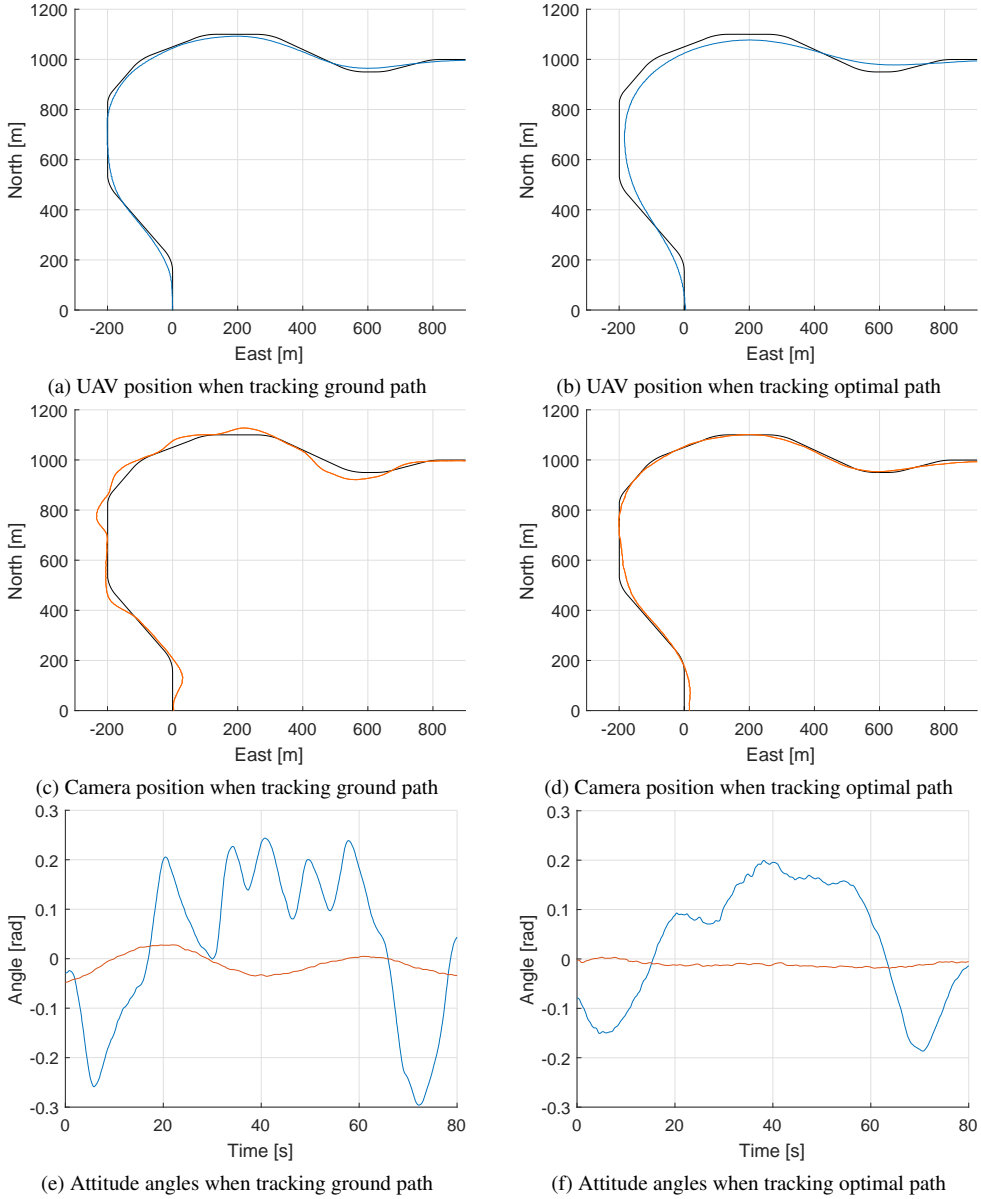 1200
1000
800
600
400
200
0
North [m]
-200 0 200 400 600 800
East [m]
(a) UAV position when tracking ground path
1200
1000
800
600
400
200
0
North [m]
-200 0 200 400 600 800
East [m]
(b) UAV position when tracking optimal path
1200
1000
800
600
400
200
0
North [m]
-200 0 200 400 600 800
East [m]
(c) Camera position when tracking ground path
1200
1000
800
600
400
200
0
North [m]
-200 0 200 400 600 800
East [m]
(d) Camera position when tracking optimal path
0.3
0.2
0.1
0
-0.1
-0.2
-0.3
Angle [rad]
0 20 40 60 80
Time [s]
(e) Attitude angles when tracking ground path
0.3
0.2
0.1
0
-0.1
-0.2
-0.3
Angle [rad]
0 20 40 60 80
Time [s]
(f) Attitude angles when tracking optimal path